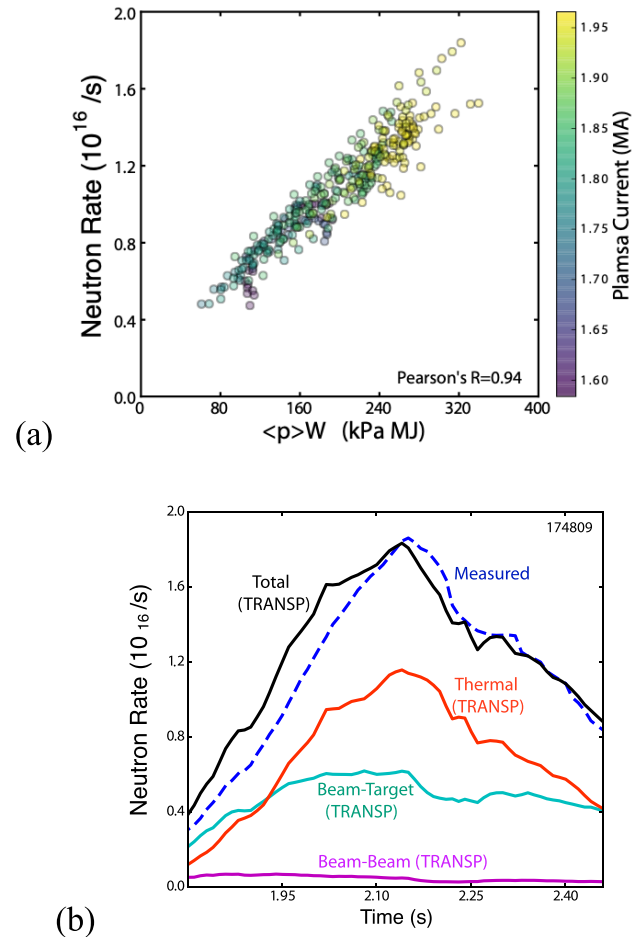 (a)
2.0
1.6
1.2
0.8
0.4
0.0
Neutron Rate (10^16 /s)
0 80 160 240 320 400
<p>W (kPa MJ)
Pearson's R=0.94
1.95
1.90
1.85
1.80
1.75
1.70
1.65
1.60
Plamsa Current (MA)
(b)
2.0
1.6
1.2
0.8
0.4
0.0
Neutron Rate (10 16 /s)
174809
Total
(TRANSP)
Measured
Thermal
(TRANSP)
Beam-Target
(TRANSP)
Beam-Beam (TRANSP)
1.95 2.10 2.25 2.40
Time (s)